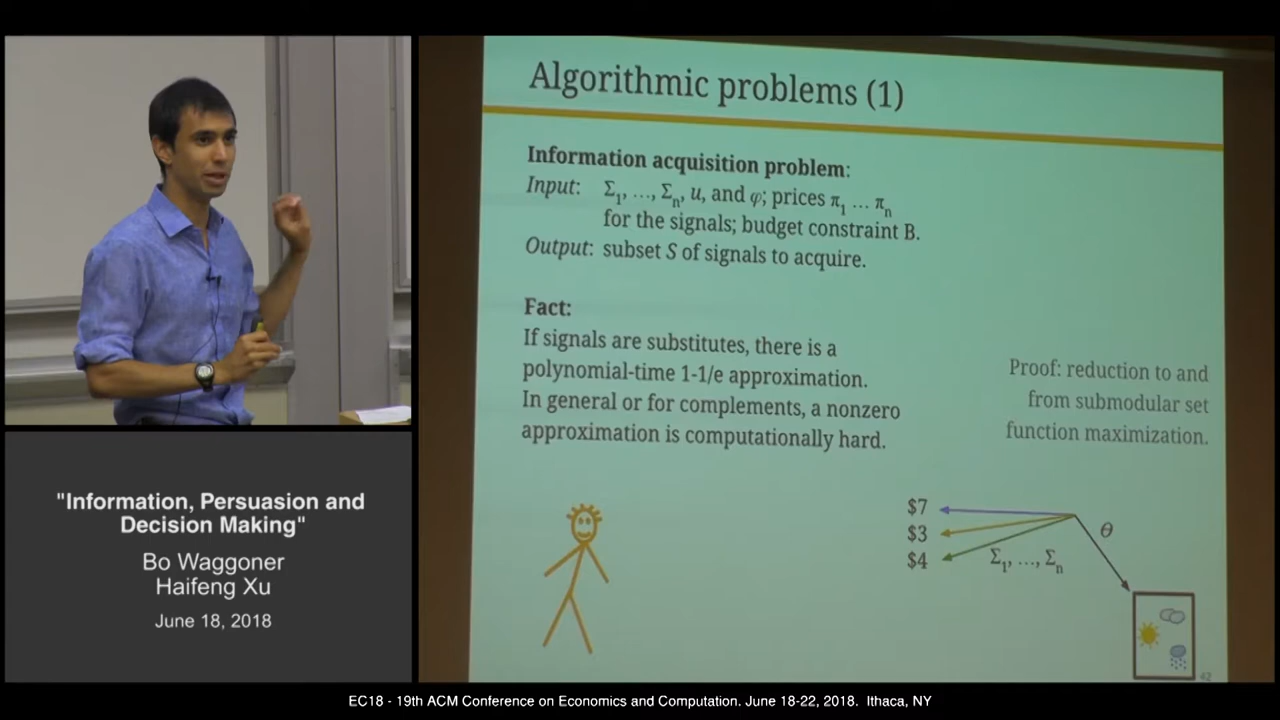 Algorithmic problems (1)
Information acquisition problem:
Input: Σ₁, …, Σₙ, u, and φ; prices π₁ … πₙ
for the signals; budget constraint B.
Output: subset S of signals to acquire.
Fact:
If signals are substitutes, there is a
polynomial-time 1-1/e approximation.
In general or for complements, a nonzero
approximation is computationally hard.
Proof: reduction to and
from submodular set
function maximization.
$7
$3
$4
Σ₁, …, Σₙ
θ
42
"Information, Persuasion and
Decision Making"
Bo Waggoner
Haifeng Xu
June 18, 2018
EC18 - 19th ACM Conference on Economics and Computation. June 18-22, 2018. Ithaca, NY